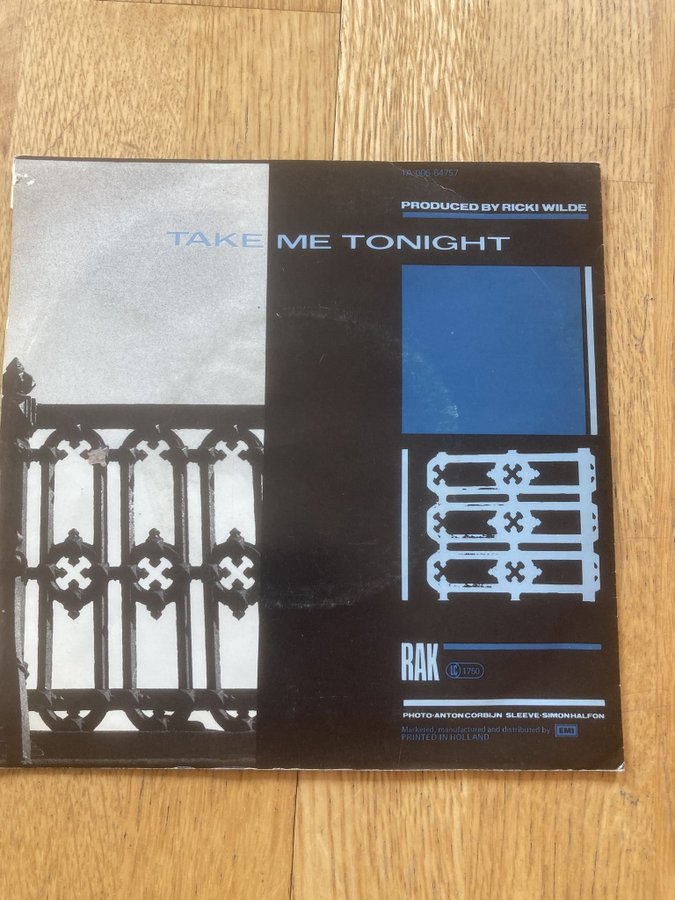 1A 006 64757
PRODUCED BY RICKI WILDE
TAKE ME TONIGHT
RAK
LC 1750
PHOTO·ANTON CORBIJN SLEEVE·SIMON HALFON
Marketed, manufactured and distributed by EMI
PRINTED IN HOLLAND